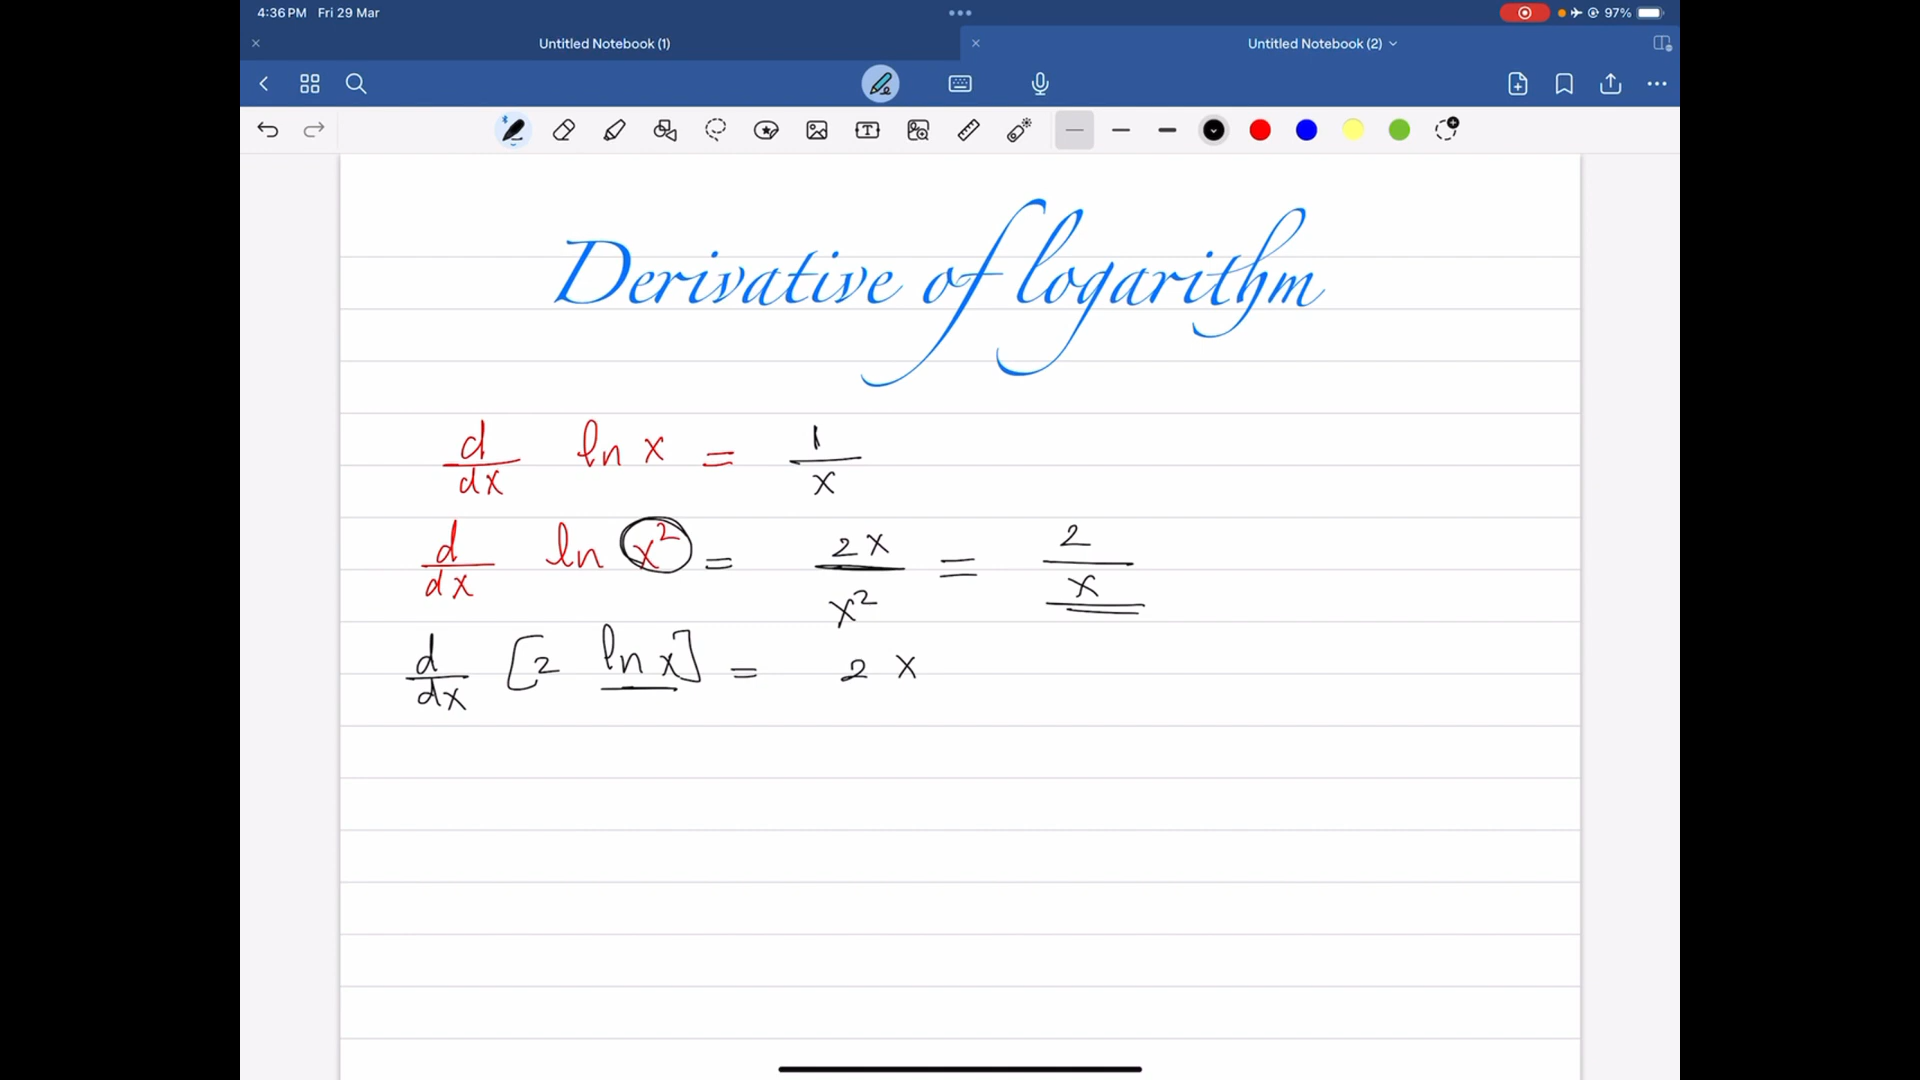 4:36 PM Fri 29 Mar 97%
Untitled Notebook (1) Untitled Notebook (2)
Derivative of logarithm
d/dx ln x = 1/x
d/dx ln x² = 2x/x² = 2/x
d/dx [2 ln x] = 2 x